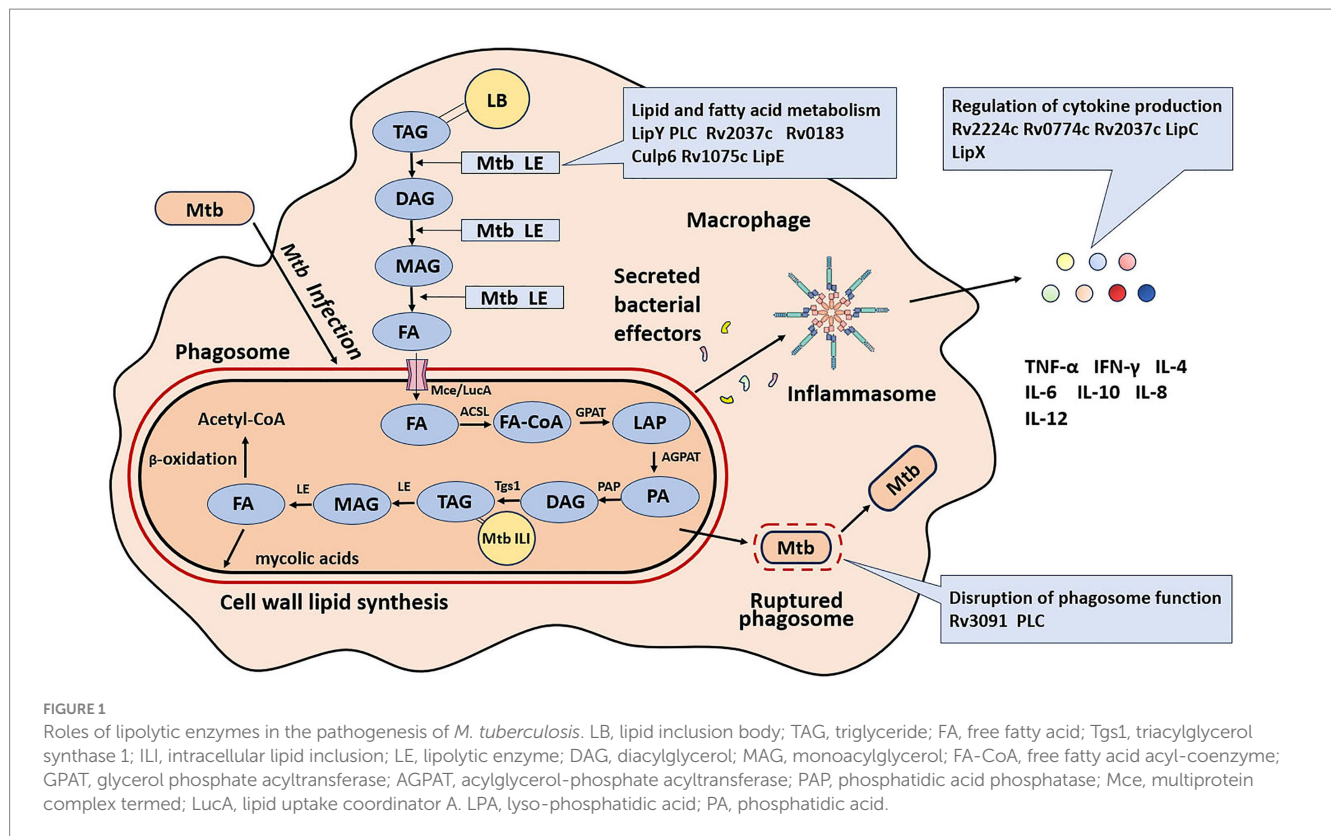 LB
TAG
Mtb LE
DAG
Mtb LE
MAG
Mtb LE
FA
Lipid and fatty acid metabolism
LipY PLC Rv2037c Rv0183
Culp6 Rv1075c LipE
Regulation of cytokine production
Rv2224c Rv0774c Rv2037c LipC
LipX
Mtb
Mtb Infection
Macrophage
Secreted
bacterial
effectors
Inflammasome
TNF-α IFN-γ IL-4
IL-6 IL-10 IL-8
IL-12
Phagosome
Mce/LucA
Acetyl-CoA
FA
ACSL
FA-CoA
GPAT
LAP
β-oxidation
AGPAT
FA
LE
MAG
LE
TAG
Tgs1
DAG
PAP
PA
Mtb ILI
mycolic acids
Cell wall lipid synthesis
Mtb
Mtb
Ruptured
phagosome
Disruption of phagosome function
Rv3091 PLC
FIGURE 1
Roles of lipolytic enzymes in the pathogenesis of M. tuberculosis. LB, lipid inclusion body; TAG, triglyceride; FA, free fatty acid; Tgs1, triacylglycerol
synthase 1; ILI, intracellular lipid inclusion; LE, lipolytic enzyme; DAG, diacylglycerol; MAG, monoacylglycerol; FA-CoA, free fatty acid acyl-coenzyme;
GPAT, glycerol phosphate acyltransferase; AGPAT, acylglycerol-phosphate acyltransferase; PAP, phosphatidic acid phosphatase; Mce, multiprotein
complex termed; LucA, lipid uptake coordinator A. LPA, lyso-phosphatidic acid; PA, phosphatidic acid.